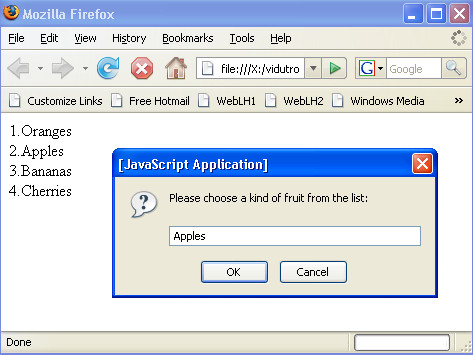 Mozilla Firefox
File Edit View History Bookmarks Tools Help
file:///X:/vidutro G Google
Customize Links Free Hotmail WebLH1 WebLH2 Windows Media »
1.Oranges
2.Apples
3.Bananas
4.Cherries
[JavaScript Application]
Please choose a kind of fruit from the list:
Apples
OK Cancel
Done